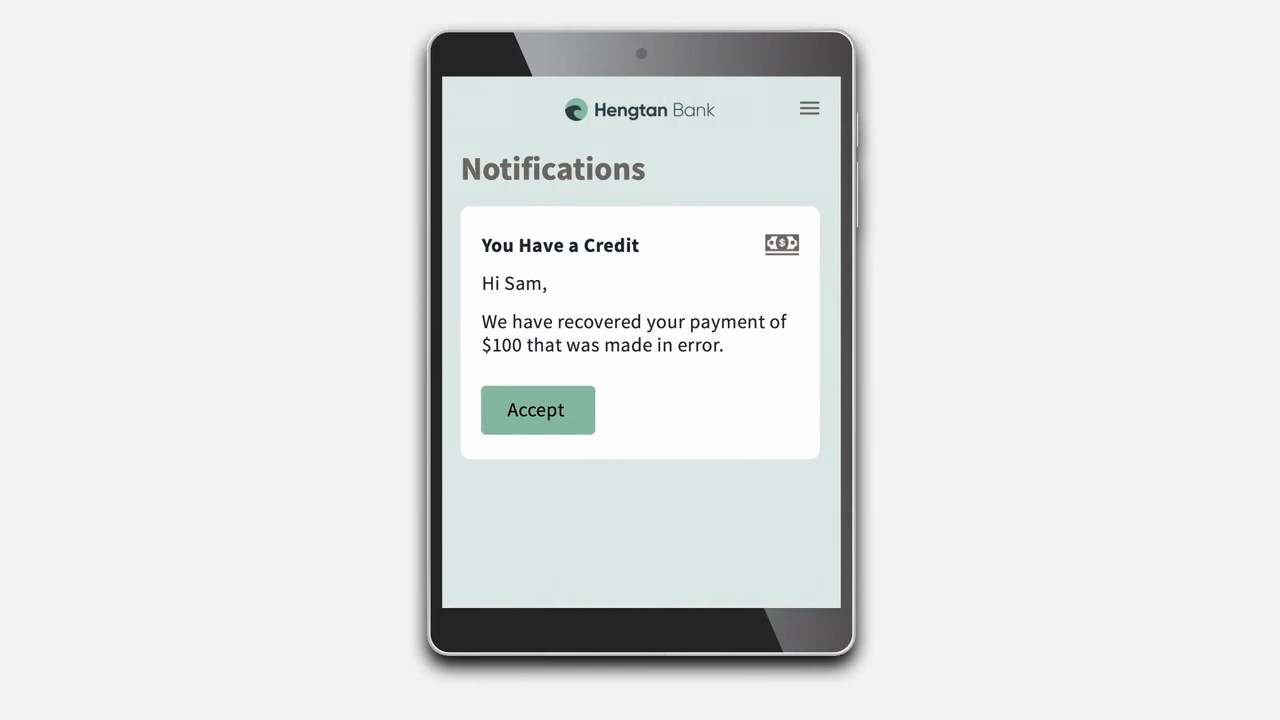 Hengtan Bank
Notifications
You Have a Credit
Hi Sam,
We have recovered your payment of
$100 that was made in error.
Accept